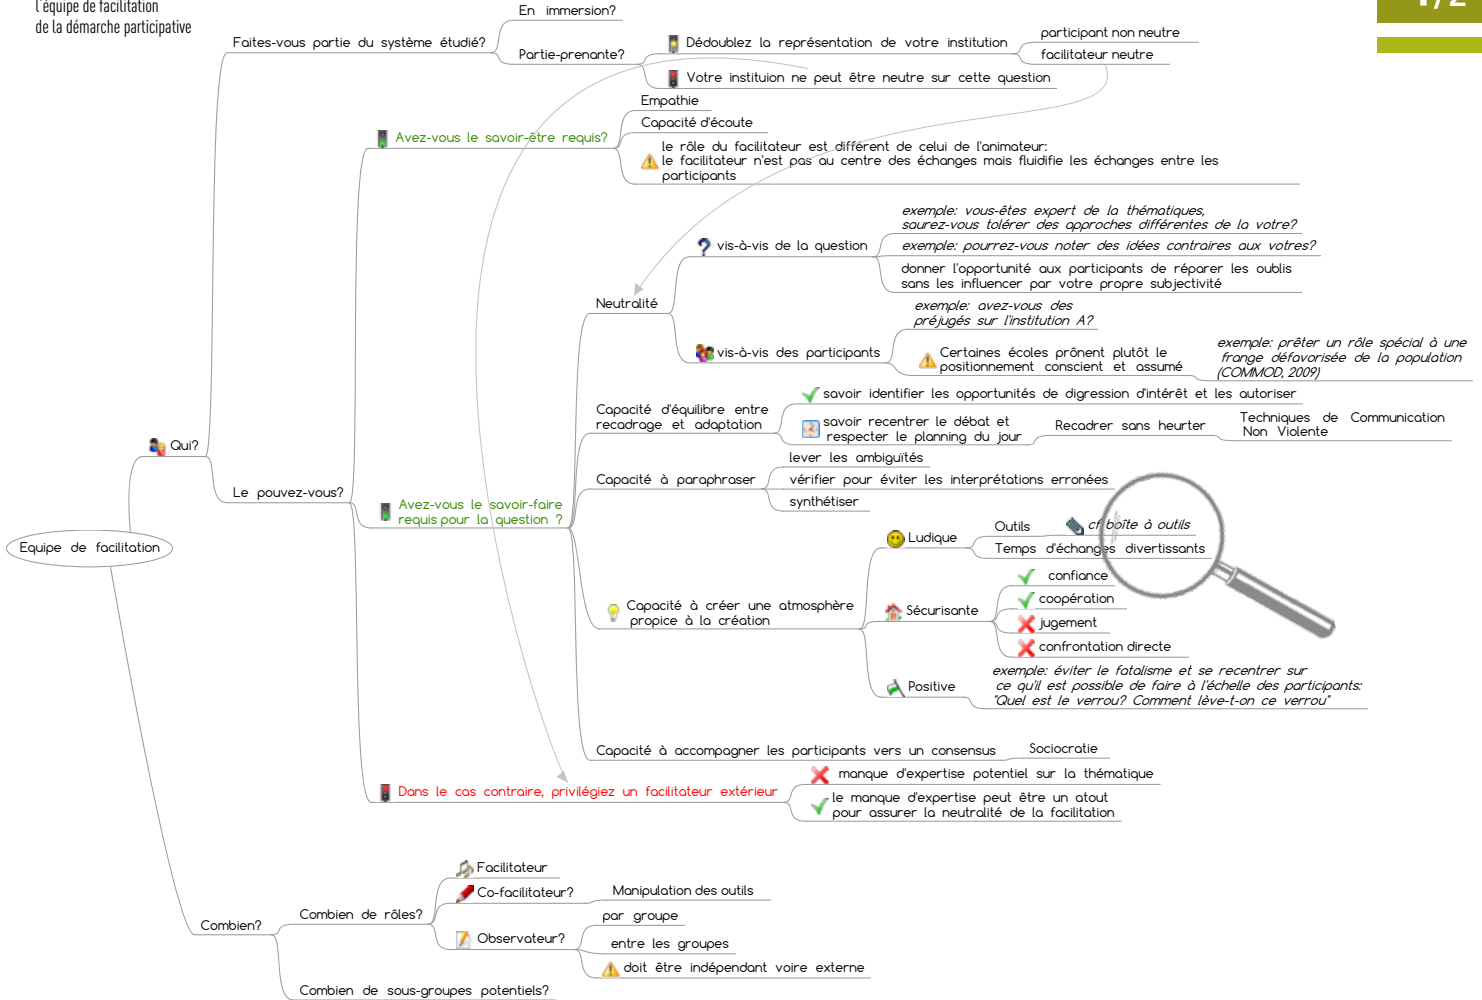 l'équipe de facilitation
de la démarche participative
1/2
Equipe de facilitation
Qui?
Faites-vous partie du système étudié?
En immersion?
Partie-prenante?
Dédoublez la représentation de votre institution
participant non neutre
facilitateur neutre
Votre instituion ne peut être neutre sur cette question
Le pouvez-vous?
Avez-vous le savoir-être requis?
Empathie
Capacité d'écoute
le rôle du facilitateur est différent de celui de l'animateur:
le facilitateur n'est pas au centre des échanges mais fluidifie les échanges entre les
participants
Avez-vous le savoir-faire
requis pour la question ?
Neutralité
vis-à-vis de la question
exemple: vous-êtes expert de la thématiques,
saurez-vous tolérer des approches différentes de la votre?
exemple: pourrez-vous noter des idées contraires aux votres?
donner l'opportunité aux participants de réparer les oublis
sans les influencer par votre propre subjectivité
vis-à-vis des participants
exemple: avez-vous des
préjugés sur l'institution A?
Certaines écoles prônent plutôt le
positionnement conscient et assumé
exemple: prêter un rôle spécial à une
frange défavorisée de la population
(COMMOD, 2009)
Capacité d'équilibre entre
recadrage et adaptation
savoir identifier les opportunités de digression d'intérêt et les autoriser
savoir recentrer le débat et
respecter le planning du jour
Recadrer sans heurter
Techniques de Communication
Non Violente
Capacité à paraphraser
lever les ambiguïtés
vérifier pour éviter les interprétations erronées
synthétiser
Capacité à créer une atmosphère
propice à la création
Ludique
Outils
cf boîte à outils
Temps d'échanges divertissants
Sécurisante
confiance
coopération
jugement
confrontation directe
Positive
exemple: éviter le fatalisme et se recentrer sur
ce qu'il est possible de faire à l'échelle des participants:
"Quel est le verrou? Comment lève-t-on ce verrou"
Capacité à accompagner les participants vers un consensus
Sociocratie
Dans le cas contraire, privilégiez un facilitateur extérieur
manque d'expertise potentiel sur la thématique
le manque d'expertise peut être un atout
pour assurer la neutralité de la facilitation
Combien?
Combien de rôles?
Facilitateur
Co-facilitateur?
Manipulation des outils
Observateur?
par groupe
entre les groupes
doit être indépendant voire externe
Combien de sous-groupes potentiels?